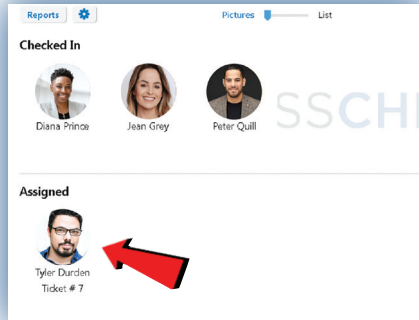 Reports Pictures List
Checked In
Diana Prince Jean Grey Peter Quill
SSCH
Assigned
Tyler Durden
Ticket # 7